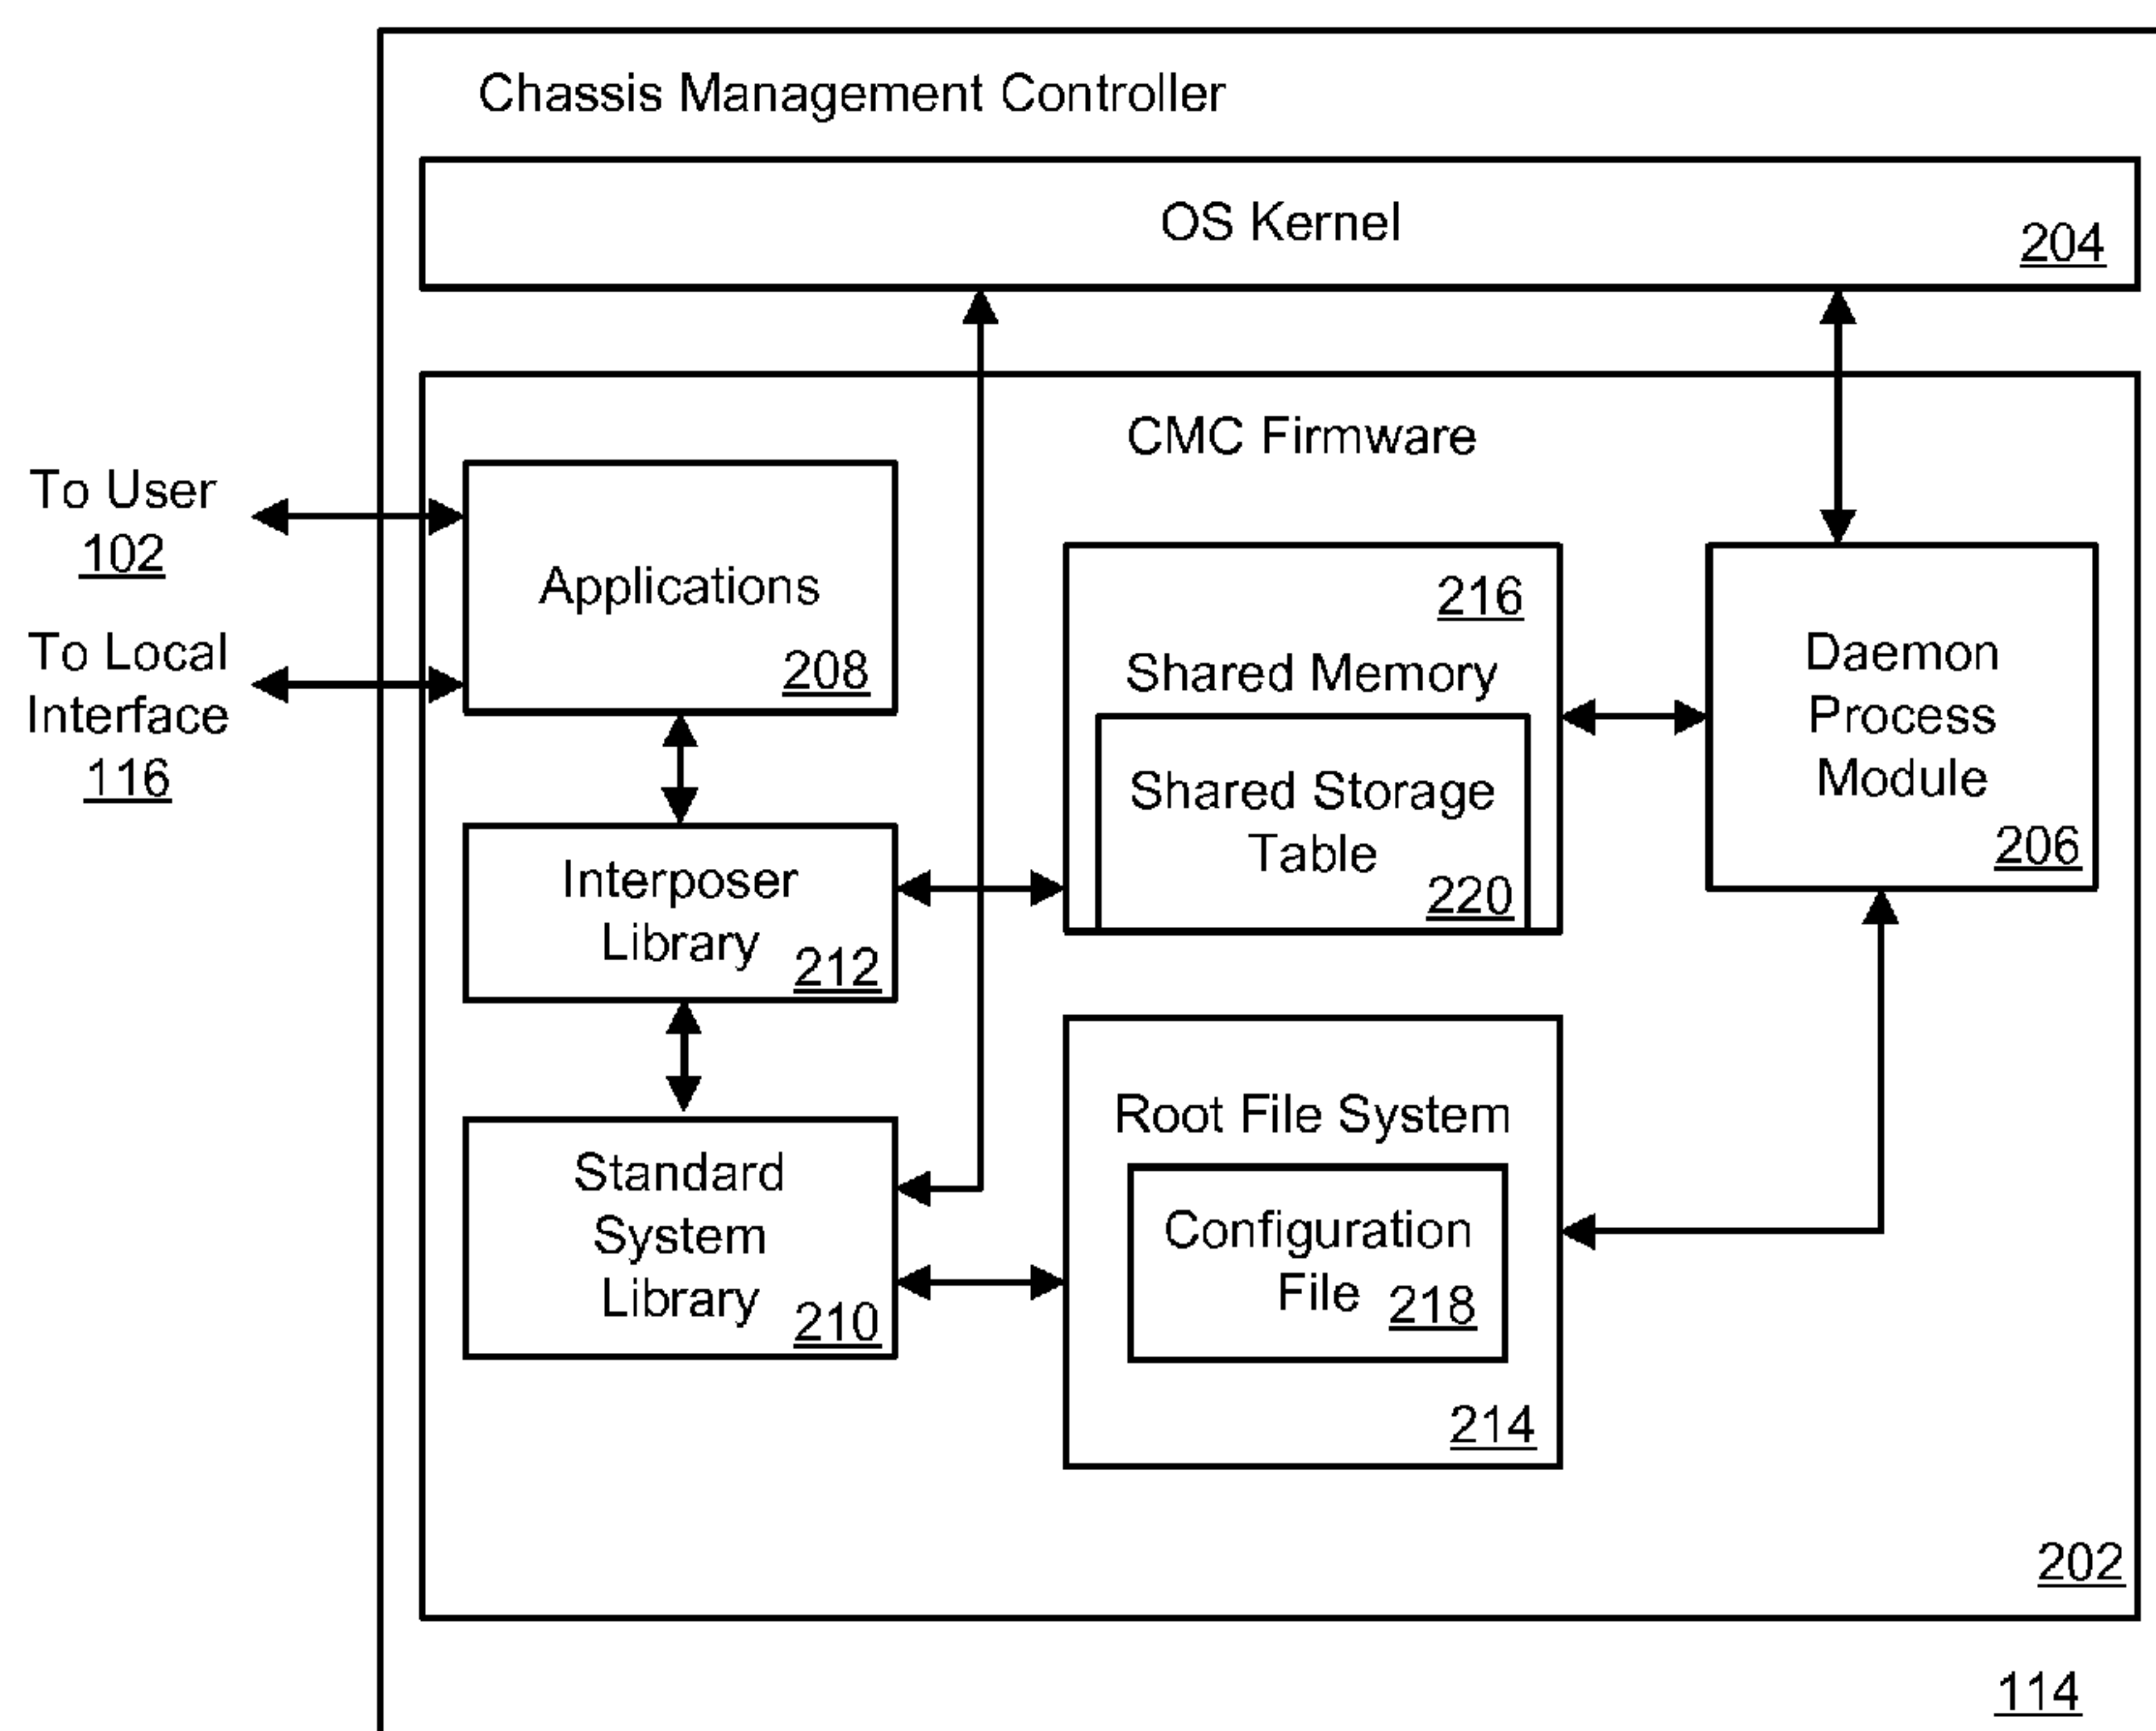 Chassis Management Controller
OS Kernel
204
CMC Firmware
To User
102
To Local
Interface
116
Applications
208
216
Shared Memory
Shared Storage
Table
220
Daemon
Process
Module
206
Interposer
Library
212
Standard
System
Library
210
Root File System
Configuration
File
218
214
202
114